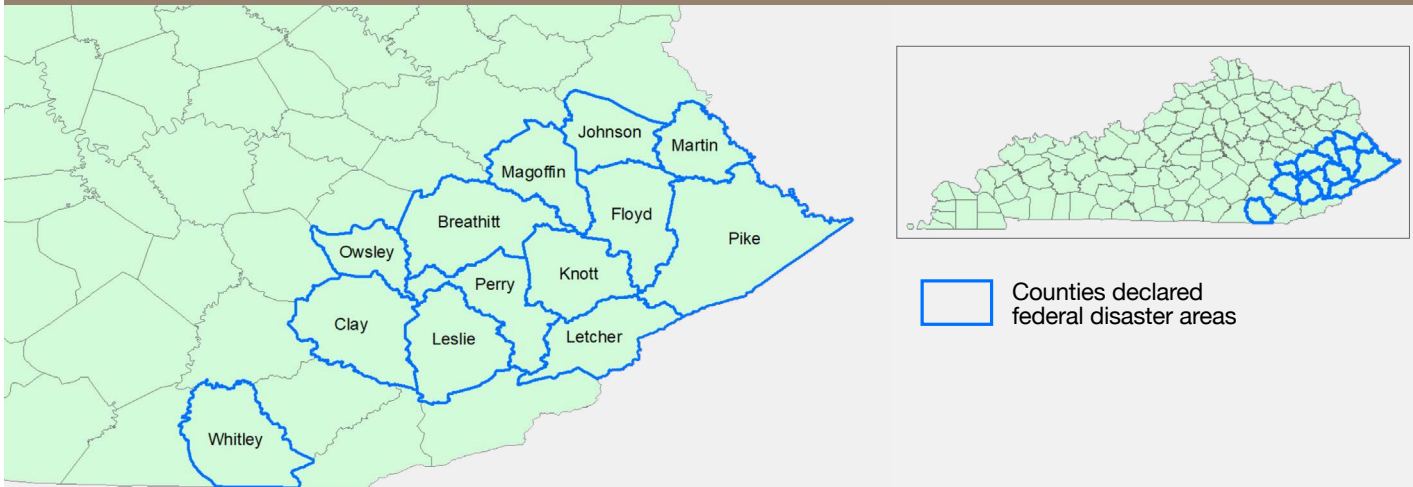 Johnson
Martin
Magoffin
Floyd
Breathitt
Pike
Owsley
Knott
Perry
Clay
Leslie
Letcher
Whitley
Counties declared
federal disaster areas